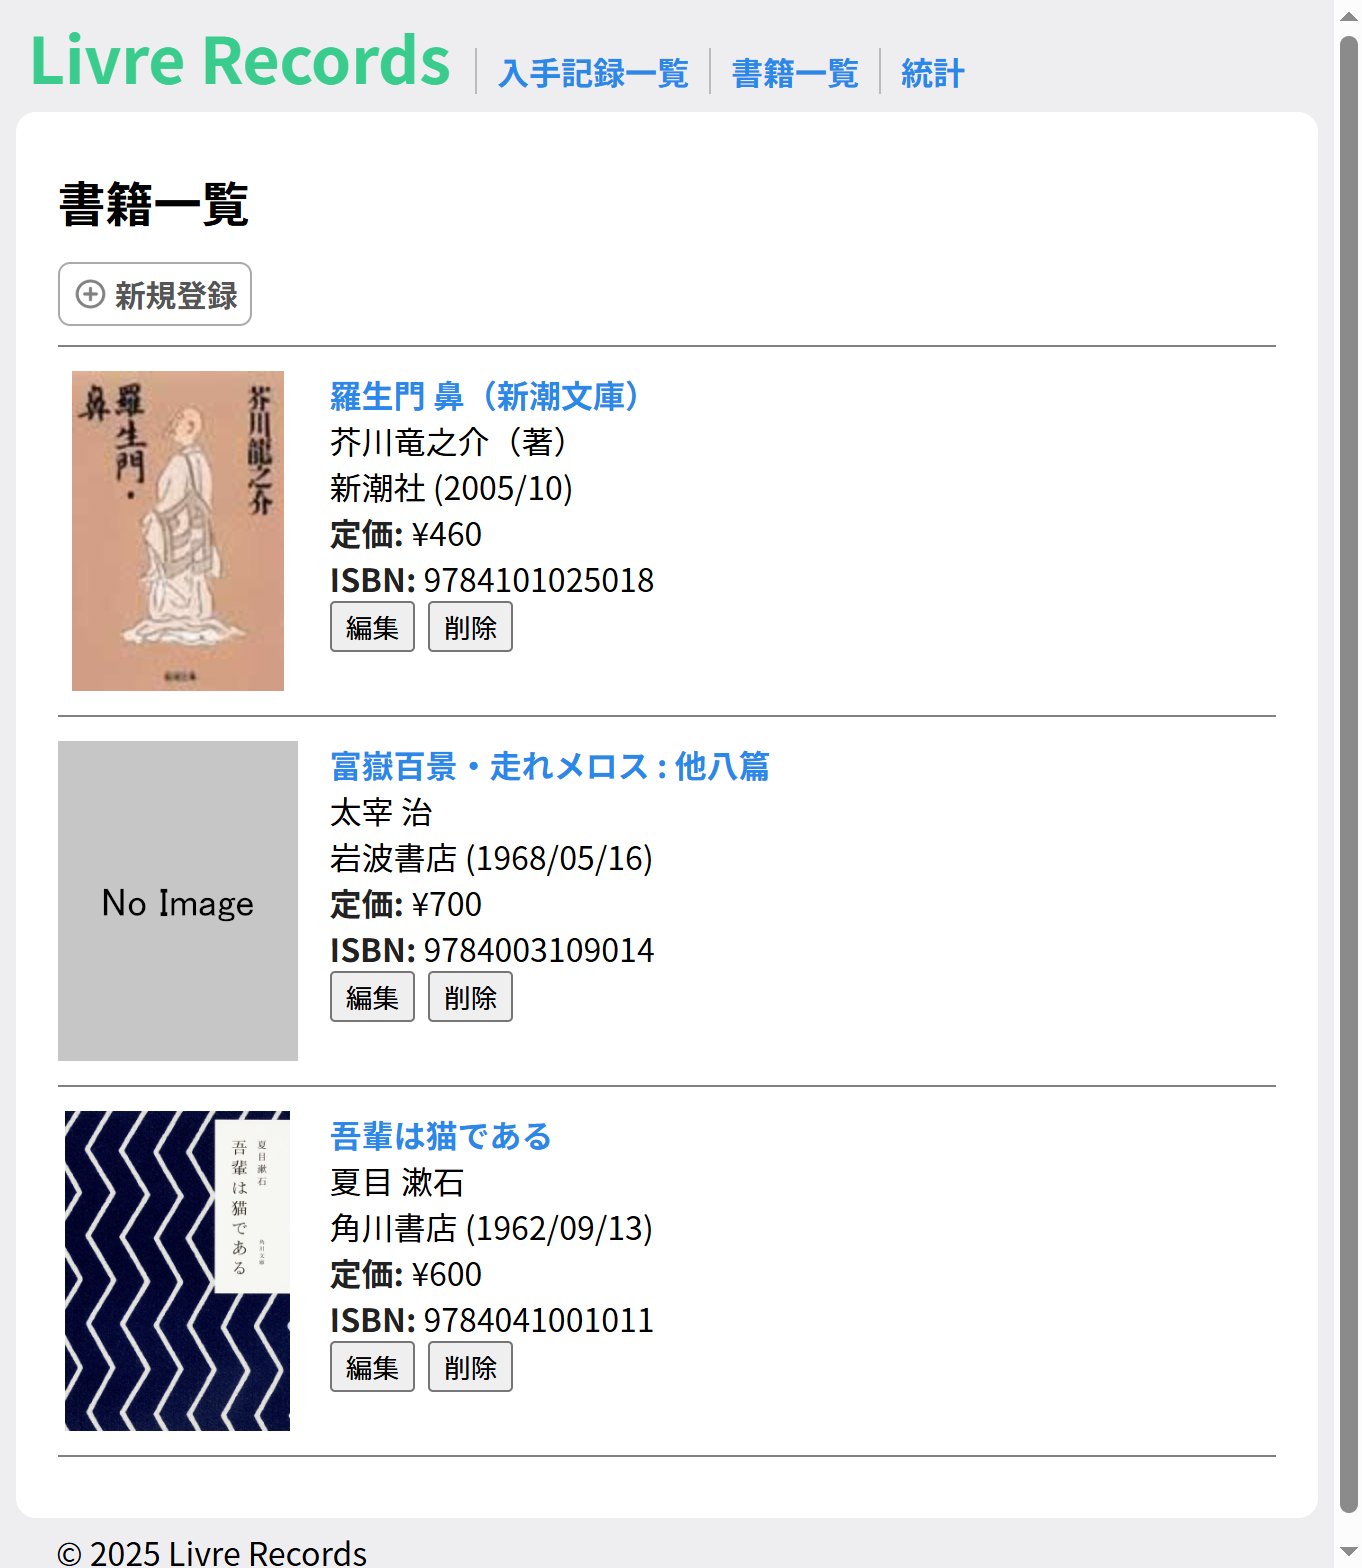 Livre Records
入手記録一覧
書籍一覧
統計
書籍一覧
新規登録
芥川龍之介
羅生門・
鼻
羅生門 鼻（新潮文庫）
芥川竜之介（著）
新潮社 (2005/10)
定価: ¥460
ISBN: 9784101025018
編集 削除
No Image
富嶽百景・走れメロス : 他八篇
太宰 治
岩波書店 (1968/05/16)
定価: ¥700
ISBN: 9784003109014
編集 削除
夏目漱石
吾輩は猫である
角川文庫
吾輩は猫である
夏目 漱石
角川書店 (1962/09/13)
定価: ¥600
ISBN: 9784041001011
編集 削除
© 2025 Livre Records